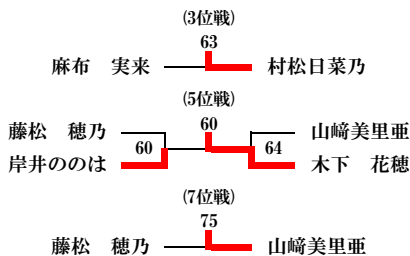 (3位戦)
63
麻布　実来　村松日菜乃
(5位戦)
藤松　穂乃　60　山﨑美里亜
60　64
岸井ののは　木下　花穂
(7位戦)
75
藤松　穂乃　山﨑美里亜